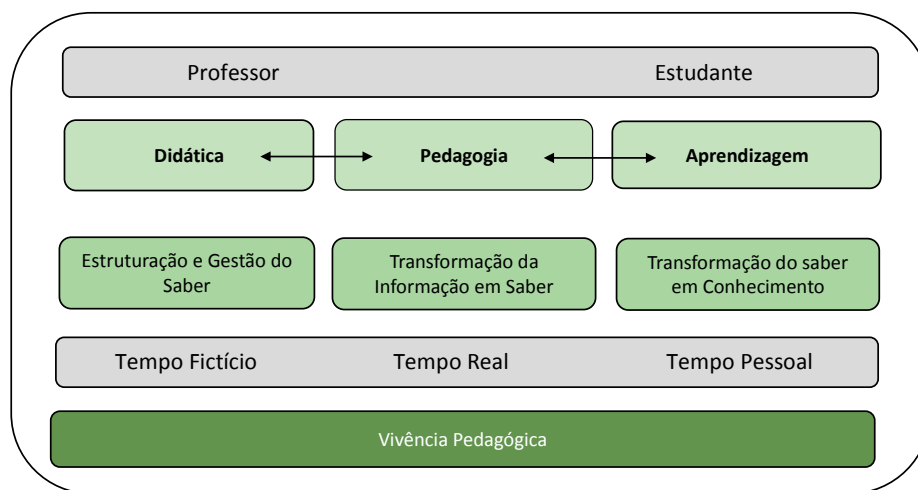 Professor Estudante
Didática Pedagogia Aprendizagem
Estruturação e Gestão do
Saber
Transformação da
Informação em Saber
Transformação do saber
em Conhecimento
Tempo Fictício Tempo Real Tempo Pessoal
Vivência Pedagógica